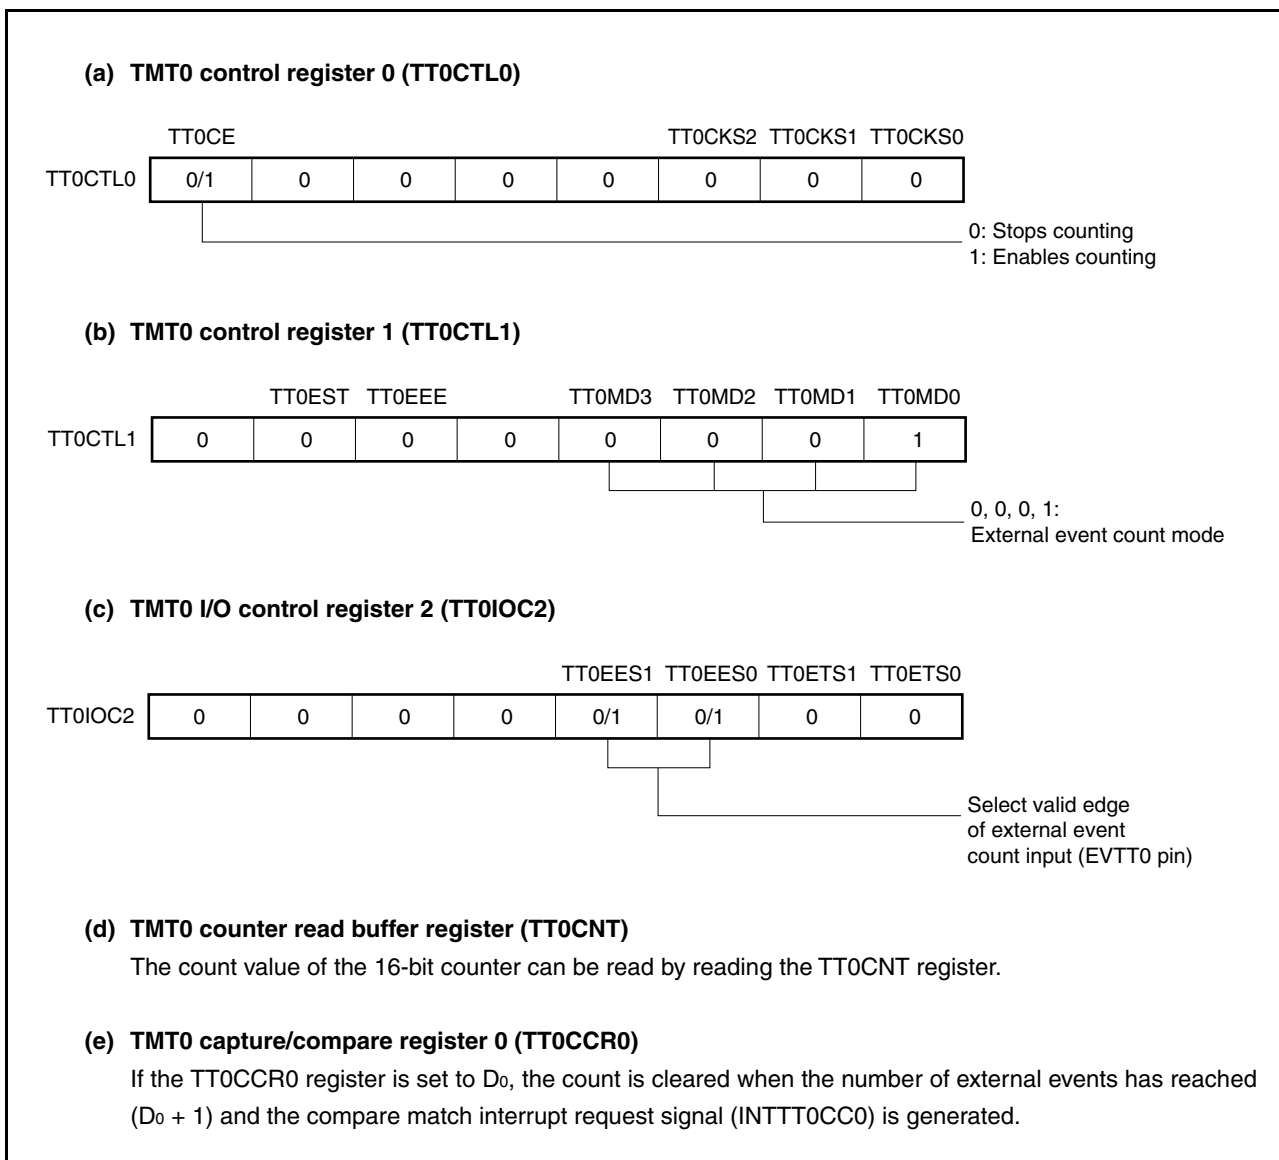 (a) TMT0 control register 0 (TT0CTL0)
TT0CE TT0CKS2 TT0CKS1 TT0CKS0
TT0CTL0 0/1 0 0 0 0 0 0 0
0: Stops counting
1: Enables counting
(b) TMT0 control register 1 (TT0CTL1)
TT0EST TT0EEE TT0MD3 TT0MD2 TT0MD1 TT0MD0
TT0CTL1 0 0 0 0 0 0 0 1
0, 0, 0, 1:
External event count mode
(c) TMT0 I/O control register 2 (TT0IOC2)
TT0EES1 TT0EES0 TT0ETS1 TT0ETS0
TT0IOC2 0 0 0 0 0/1 0/1 0 0
Select valid edge
of external event
count input (EVTT0 pin)
(d) TMT0 counter read buffer register (TT0CNT)
The count value of the 16-bit counter can be read by reading the TT0CNT register.
(e) TMT0 capture/compare register 0 (TT0CCR0)
If the TT0CCR0 register is set to D0, the count is cleared when the number of external events has reached
(D0 + 1) and the compare match interrupt request signal (INTTT0CC0) is generated.